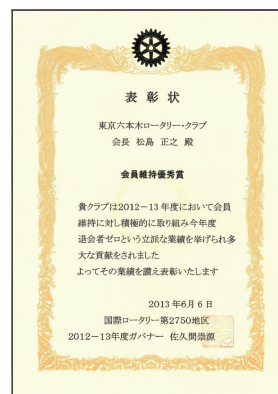 表彰状
東京六本木ロータリー・クラブ
会長 松島 正之 殿
会員維持優秀賞
貴クラブは2012-13年度において会員
維持に対し積極的に取り組み今年度
退会者ゼロという立派な業績を挙げられ多
大な貢献をされました
よってその業績を讃え表彰いたします
2013年6月6日
国際ロータリー第2750地区
2012-13年度ガバナー 佐久間崇源